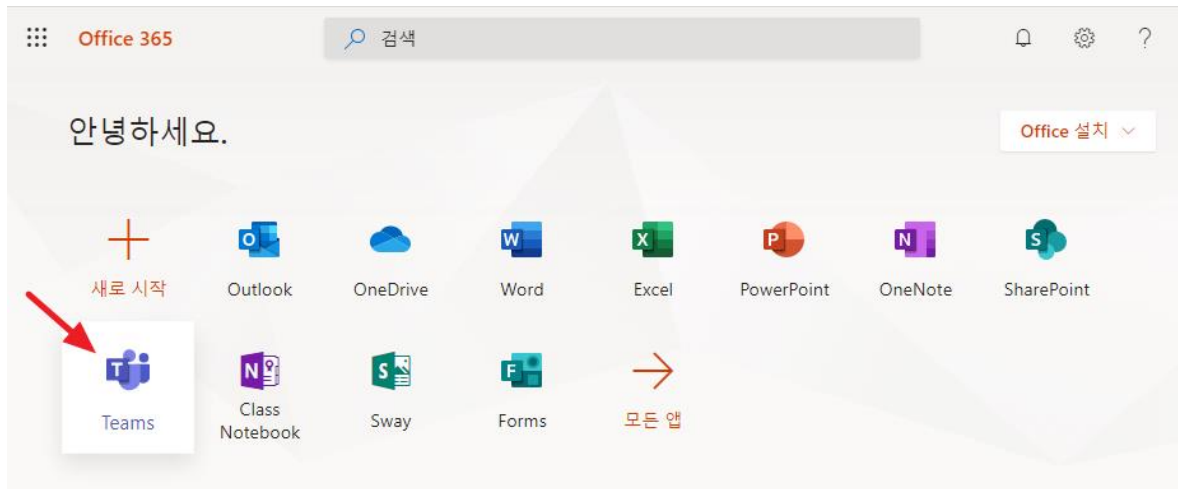 Office 365
검색
?
안녕하세요.
Office 설치
새로 시작
Outlook
OneDrive
Word
Excel
PowerPoint
OneNote
SharePoint
Teams
Class
Notebook
Sway
Forms
모든 앱